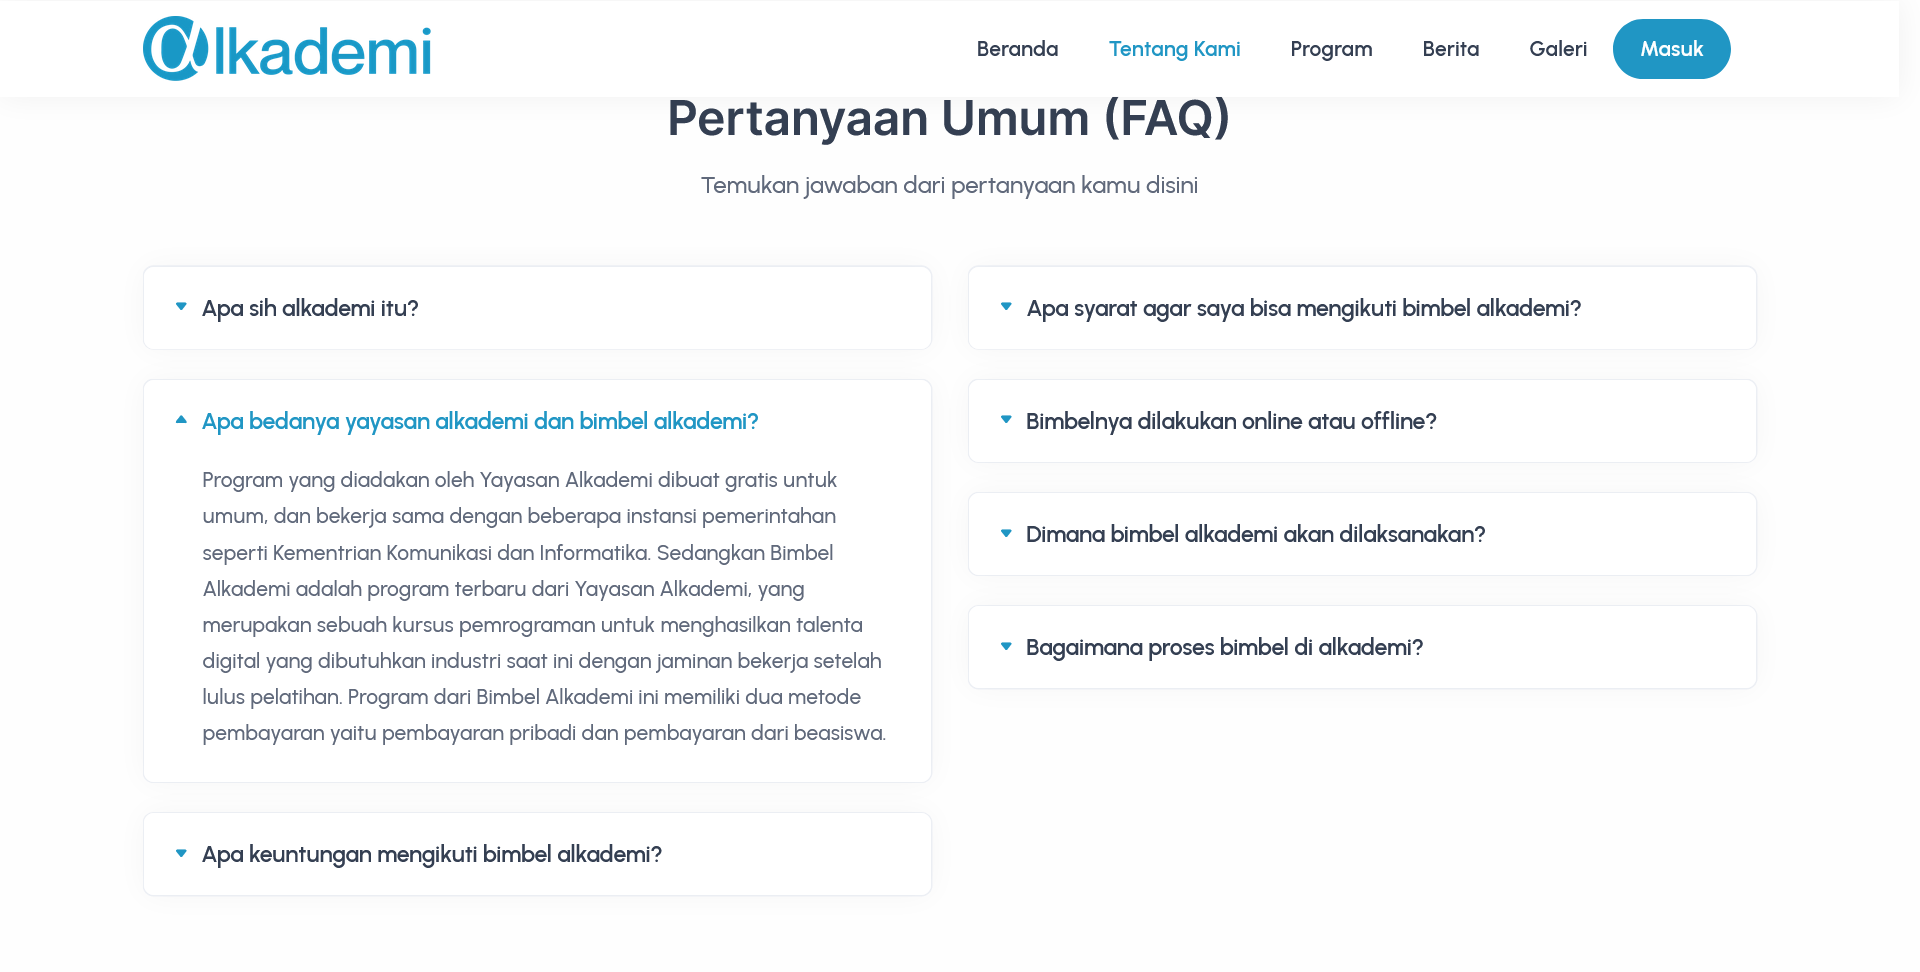 @lkademi
Beranda
Tentang Kami
Program
Berita
Galeri
Masuk
Pertanyaan Umum (FAQ)
Temukan jawaban dari pertanyaan kamu disini
Apa sih alkademi itu?
Apa bedanya yayasan alkademi dan bimbel alkademi?
Program yang diadakan oleh Yayasan Alkademi dibuat gratis untuk
umum, dan bekerja sama dengan beberapa instansi pemerintahan
seperti Kementrian Komunikasi dan Informatika. Sedangkan Bimbel
Alkademi adalah program terbaru dari Yayasan Alkademi, yang
merupakan sebuah kursus pemrograman untuk menghasilkan talenta
digital yang dibutuhkan industri saat ini dengan jaminan bekerja setelah
lulus pelatihan. Program dari Bimbel Alkademi ini memiliki dua metode
pembayaran yaitu pembayaran pribadi dan pembayaran dari beasiswa.
Apa keuntungan mengikuti bimbel alkademi?
Apa syarat agar saya bisa mengikuti bimbel alkademi?
Bimbelnya dilakukan online atau offline?
Dimana bimbel alkademi akan dilaksanakan?
Bagaimana proses bimbel di alkademi?